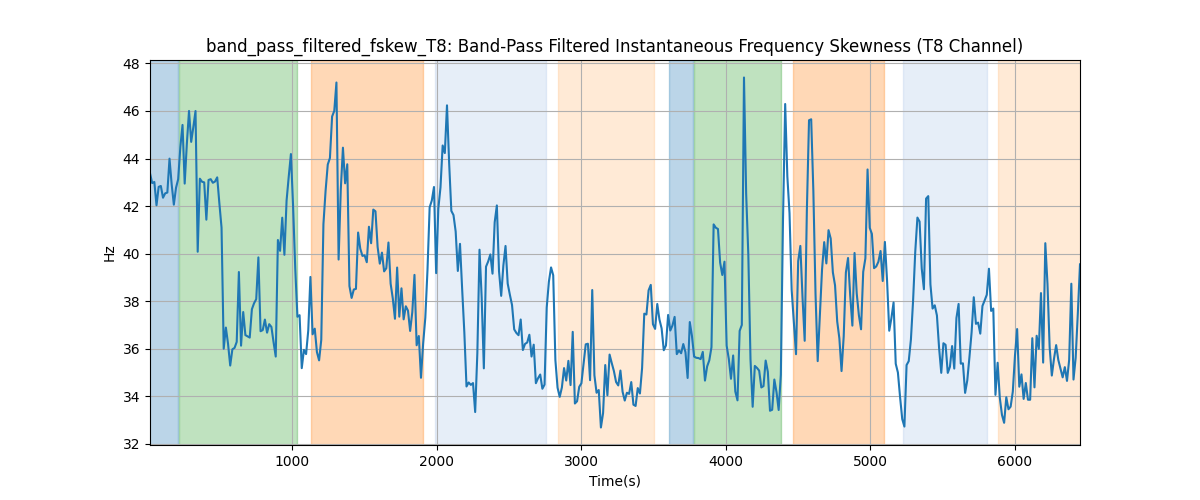 band_pass_filtered_fskew_T8: Band-Pass Filtered Instantaneous Frequency Skewness (T8 Channel)
48
46
44
42
40
38
36
34
32
Hz
1000 2000 3000 4000 5000 6000
Time(s)